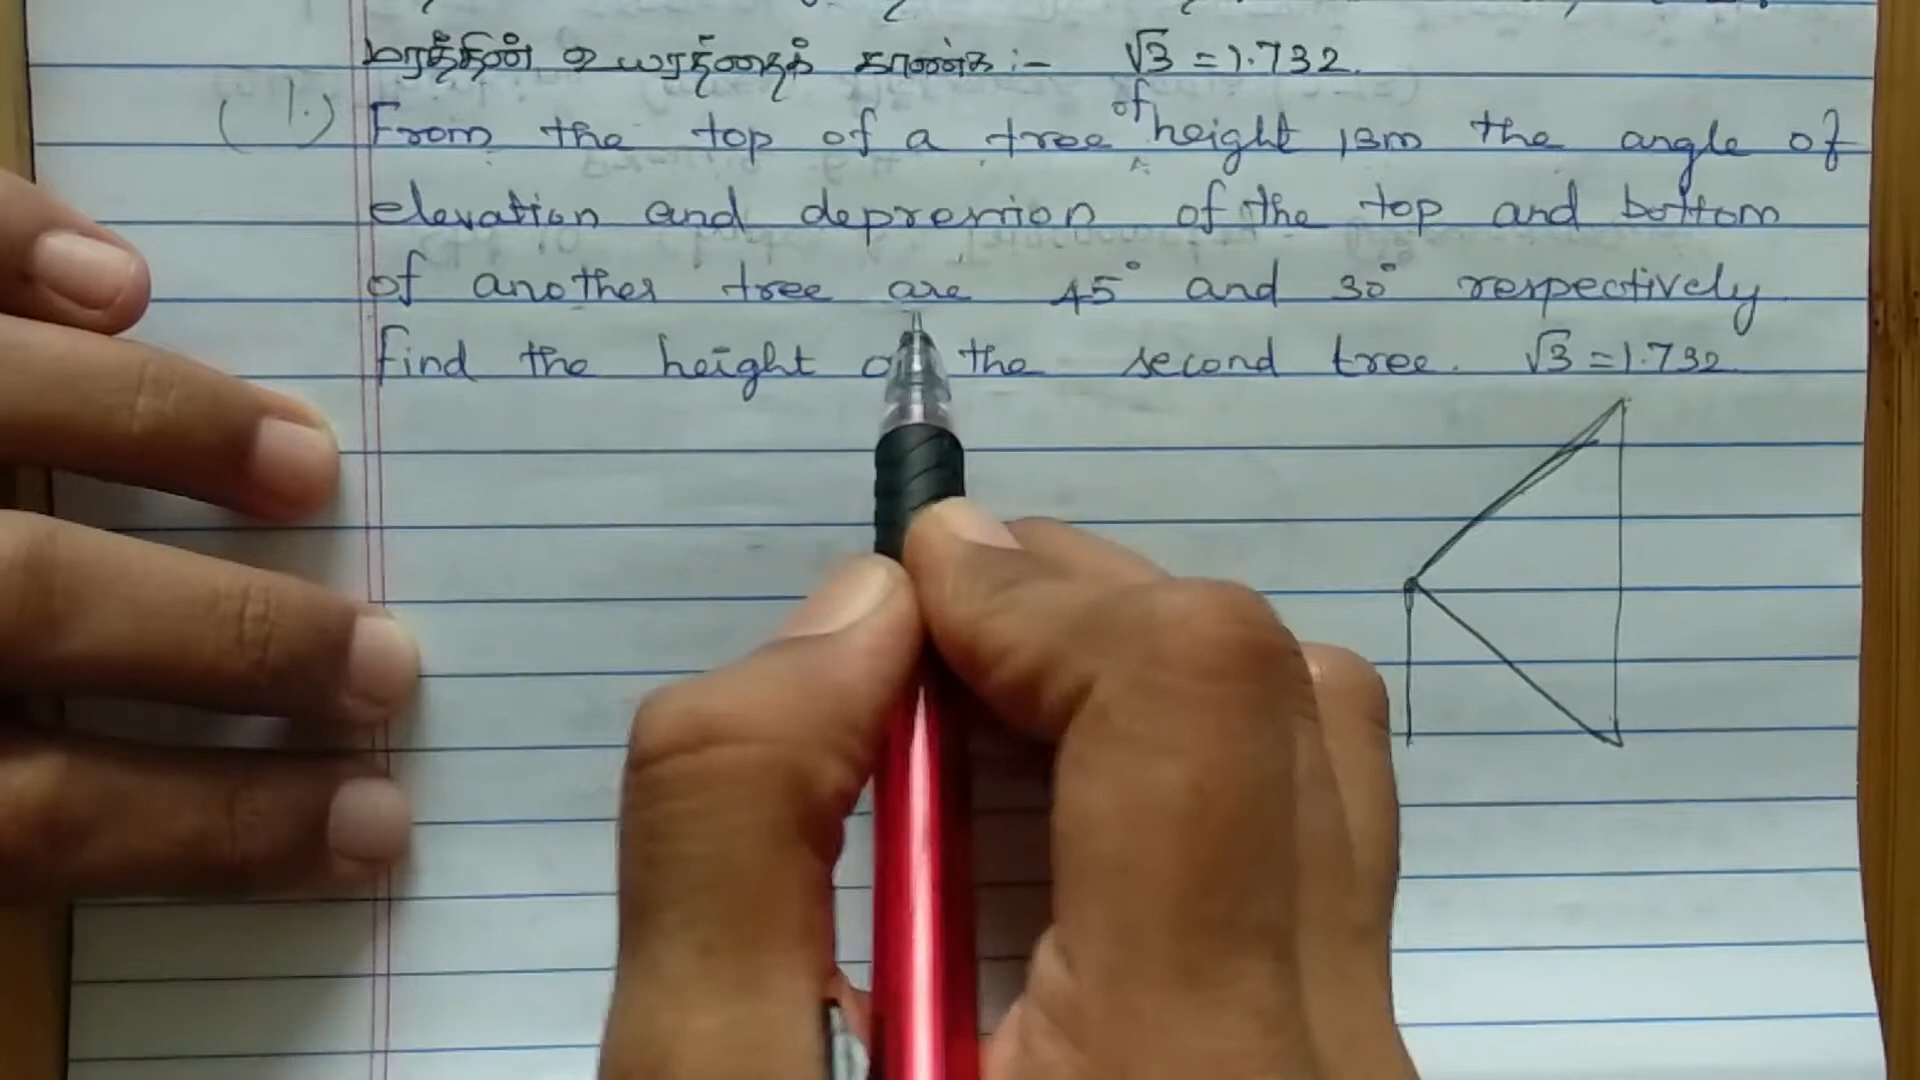 மரத்தின் உயரத்தைக் காண்க :- √3 = 1.732.
(1.) From the top of a tree of height 13m the angle of
elevation and depression of the top and bottom
of another tree are 45° and 30° respectively
find the height of the second tree. √3 = 1.732